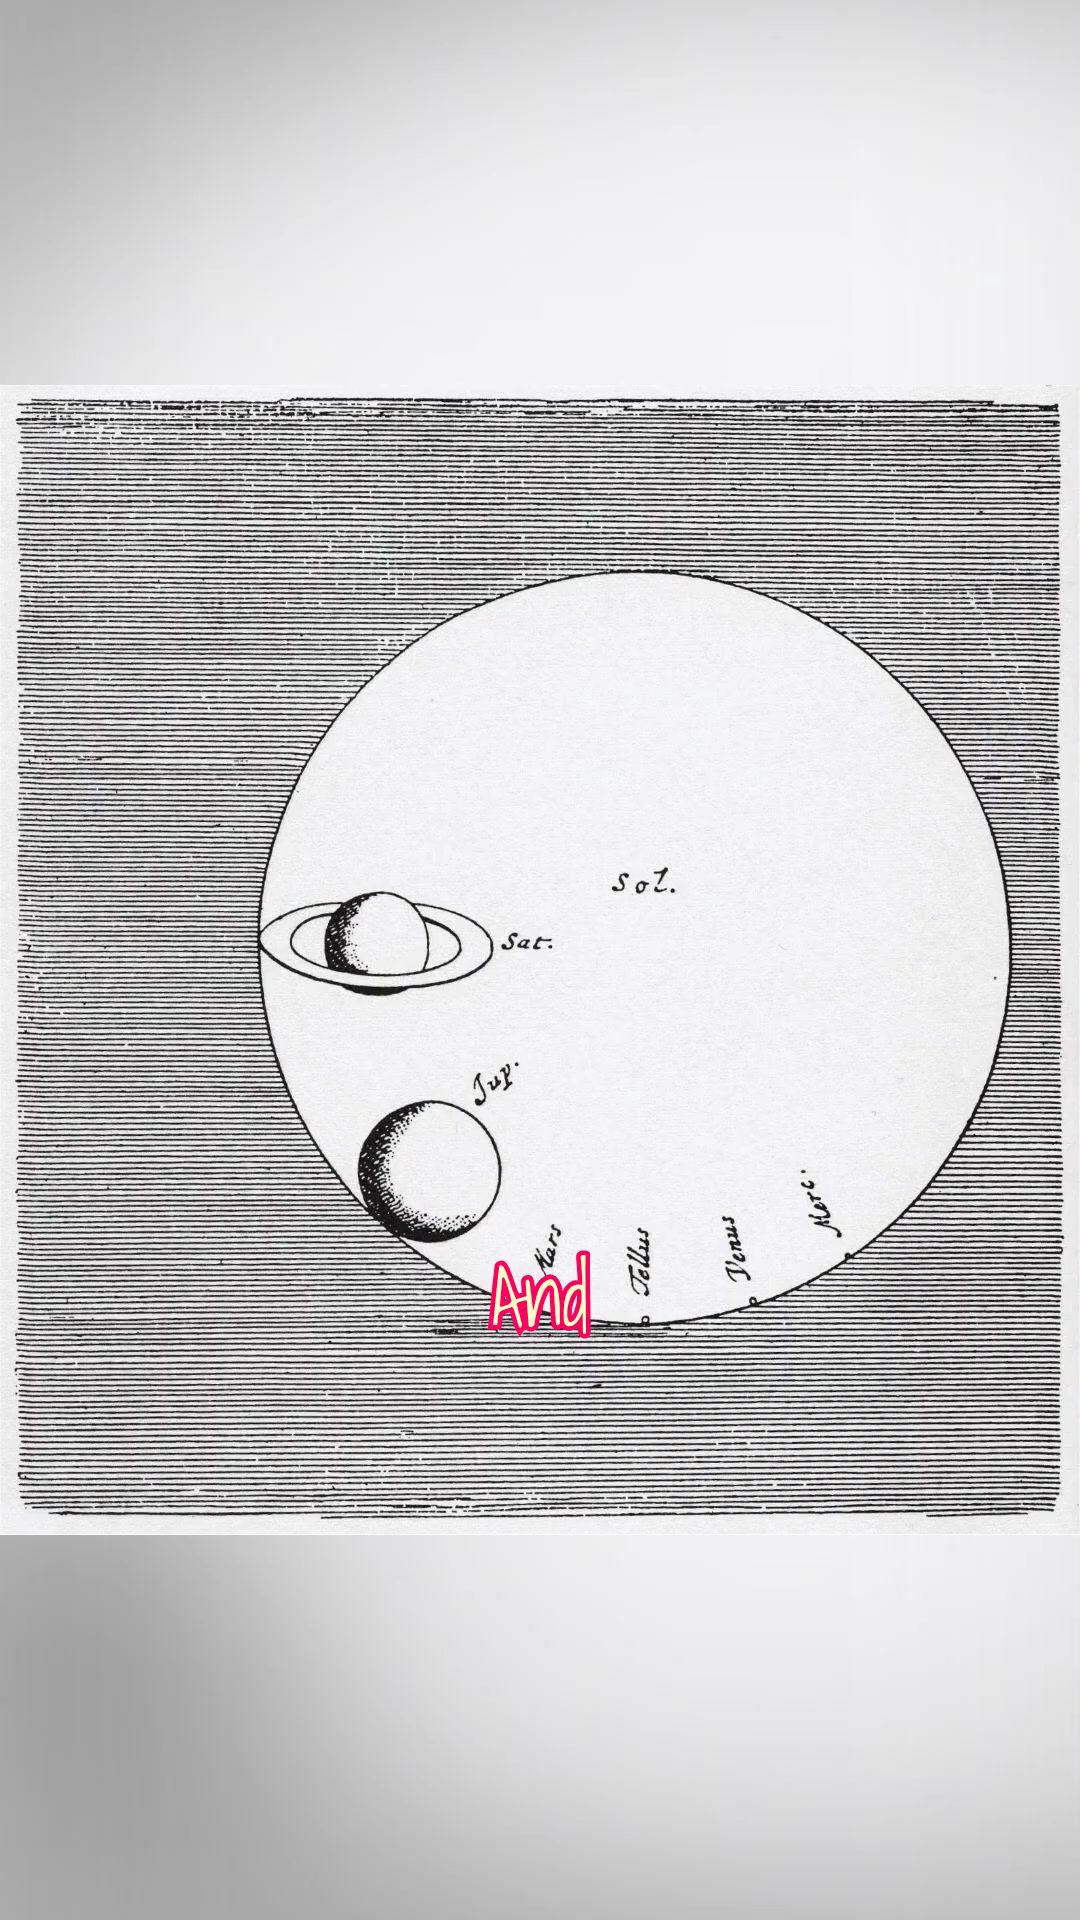 Sol.
Sat.
Jup.
Mars
Tellus
Venus
Merc.
And